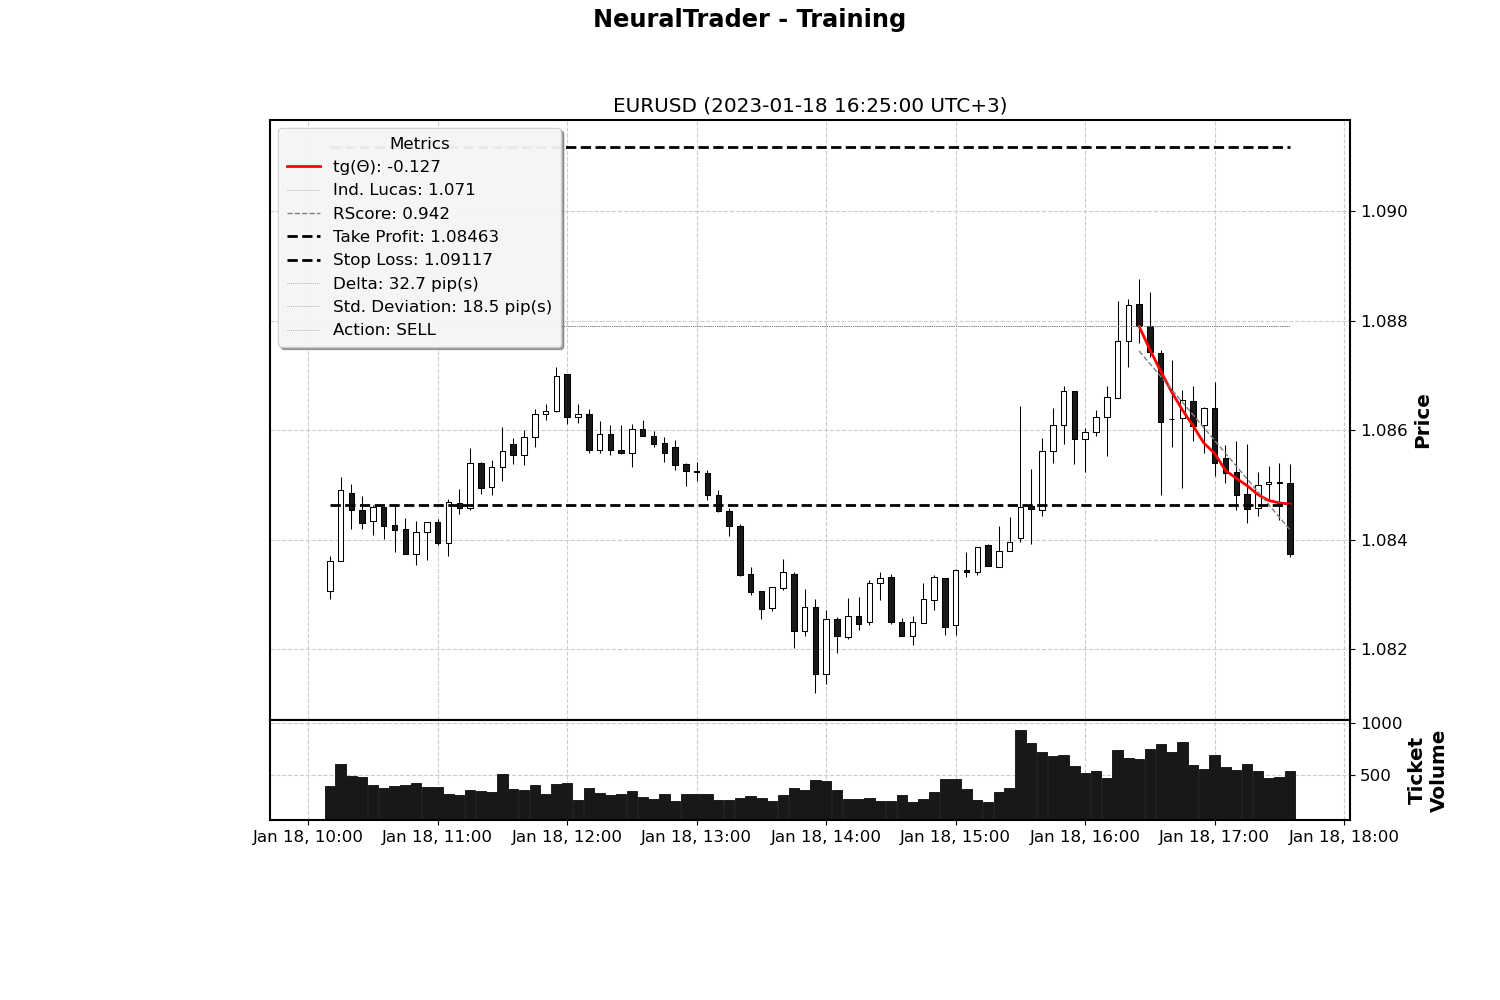 NeuralTrader - Training
EURUSD (2023-01-18 16:25:00 UTC+3)
Metrics
tg(Θ): -0.127
Ind. Lucas: 1.071
RScore: 0.942
Take Profit: 1.08463
Stop Loss: 1.09117
Delta: 32.7 pip(s)
Std. Deviation: 18.5 pip(s)
Action: SELL
1.090
1.088
1.086
1.084
1.082
Price
1000
500
Ticket
Volume
Jan 18, 10:00
Jan 18, 11:00
Jan 18, 12:00
Jan 18, 13:00
Jan 18, 14:00
Jan 18, 15:00
Jan 18, 16:00
Jan 18, 17:00
Jan 18, 18:00